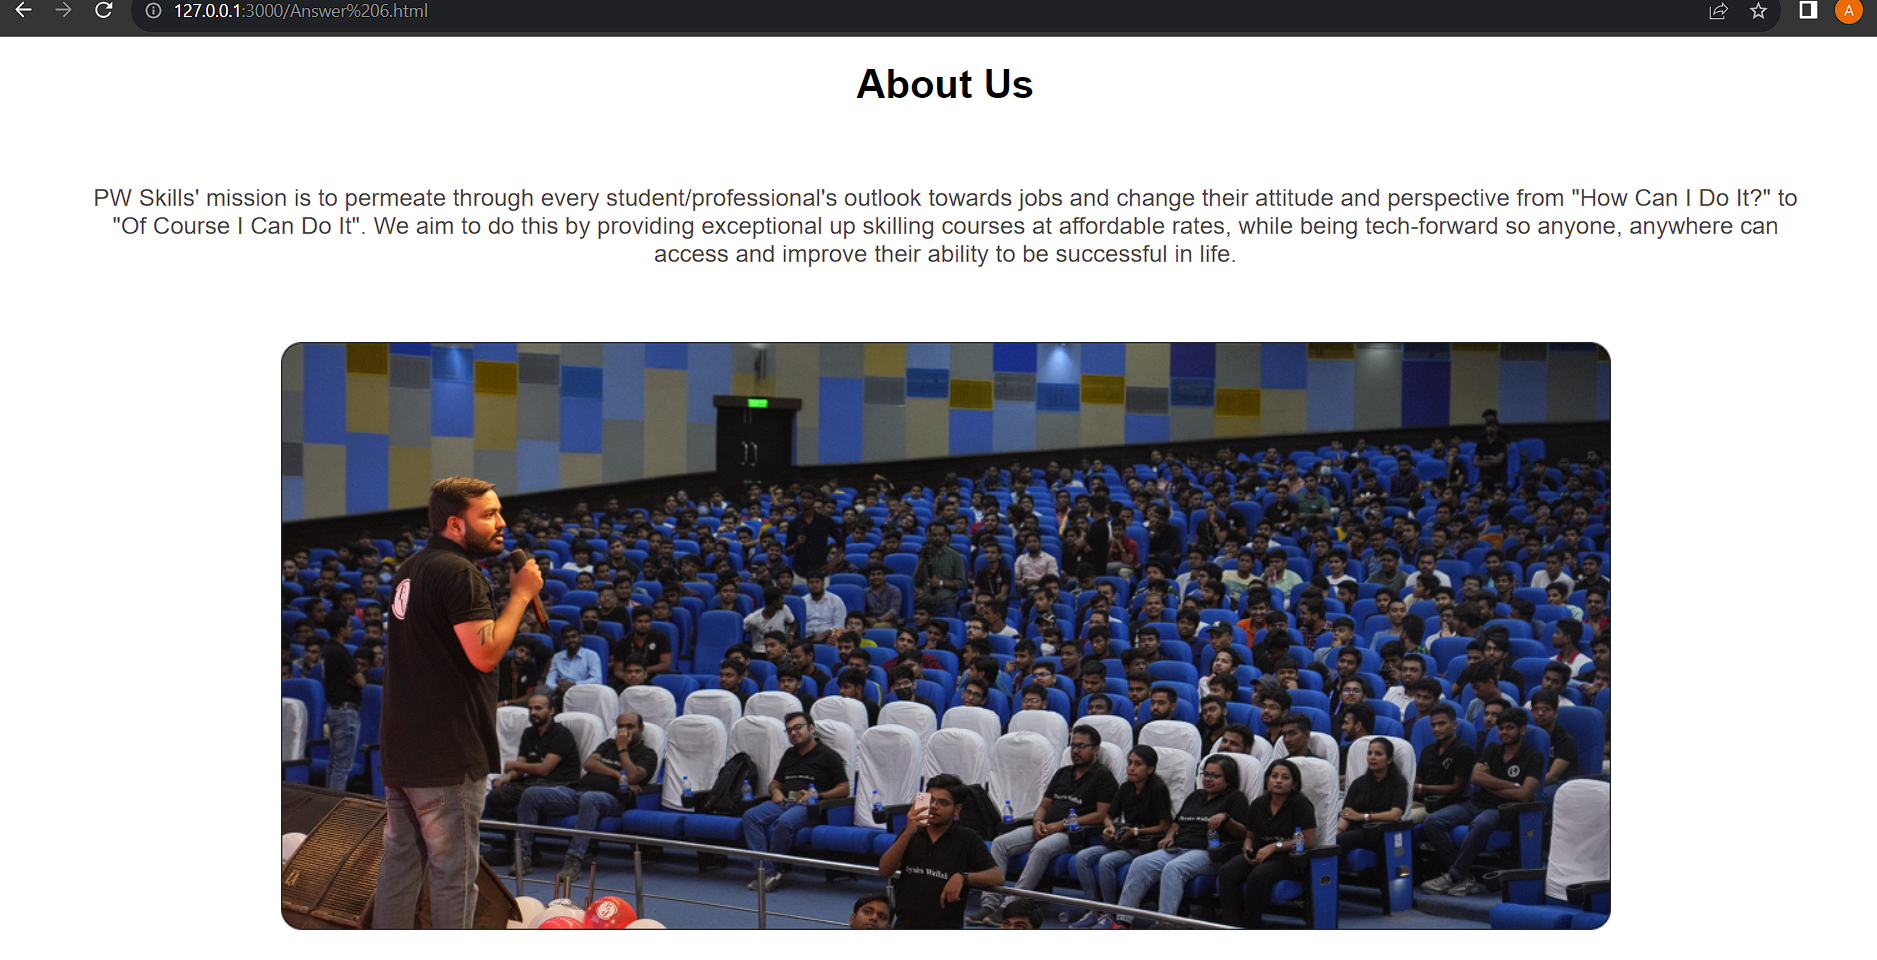 127.0.0.1:3000/Answer%206.html
A
About Us
PW Skills' mission is to permeate through every student/professional's outlook towards jobs and change their attitude and perspective from "How Can I Do It?" to
"Of Course I Can Do It". We aim to do this by providing exceptional up skilling courses at affordable rates, while being tech-forward so anyone, anywhere can
access and improve their ability to be successful in life.